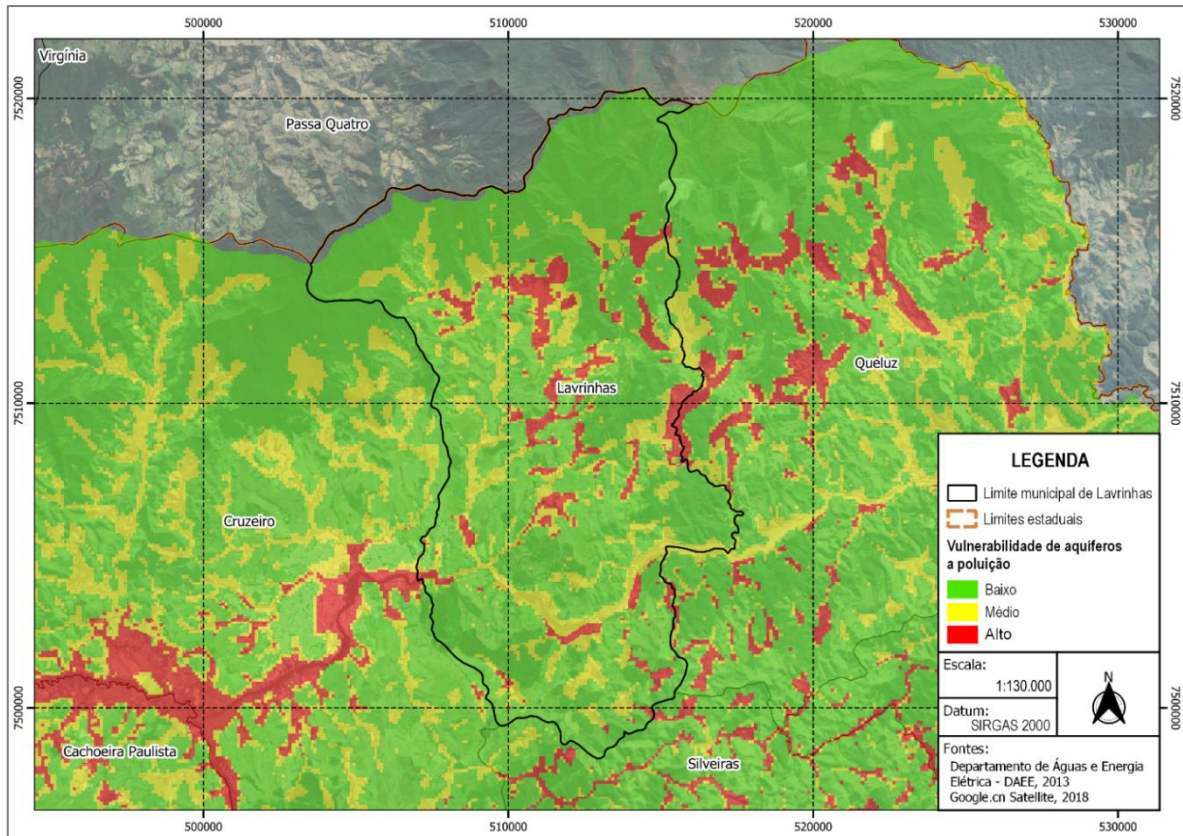 500000 510000 520000 530000
Virgínia
7520000
7520000
Passa Quatro
Queluz
Lavrinhas
7510000
7510000
Cruzeiro
7500000
7500000
Cachoeira Paulista
Silveiras
500000 510000 520000 530000
LEGENDA
Limite municipal de Lavrinhas
Limites estaduais
Vulnerabilidade de aquíferos
a poluição
Baixo
Médio
Alto
Escala:
1:130.000
Datum:
SIRGAS 2000
N
Fontes:
Departamento de Águas e Energia
Elétrica - DAEE, 2013
Google.cn Satellite, 2018